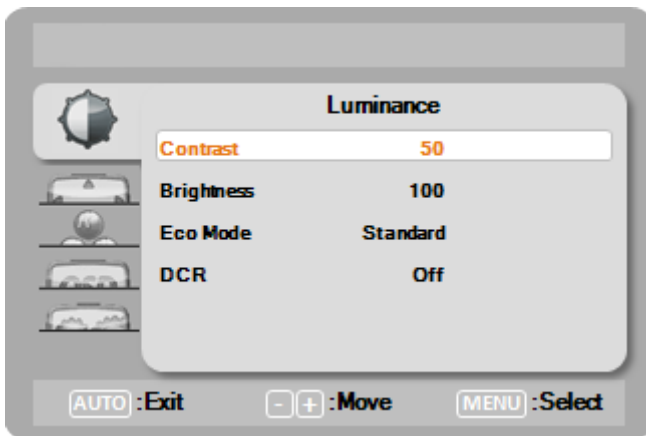 Luminance
Contrast 50
Brightness 100
Eco Mode Standard
DCR Off
AUTO :Exit - + :Move MENU :Select